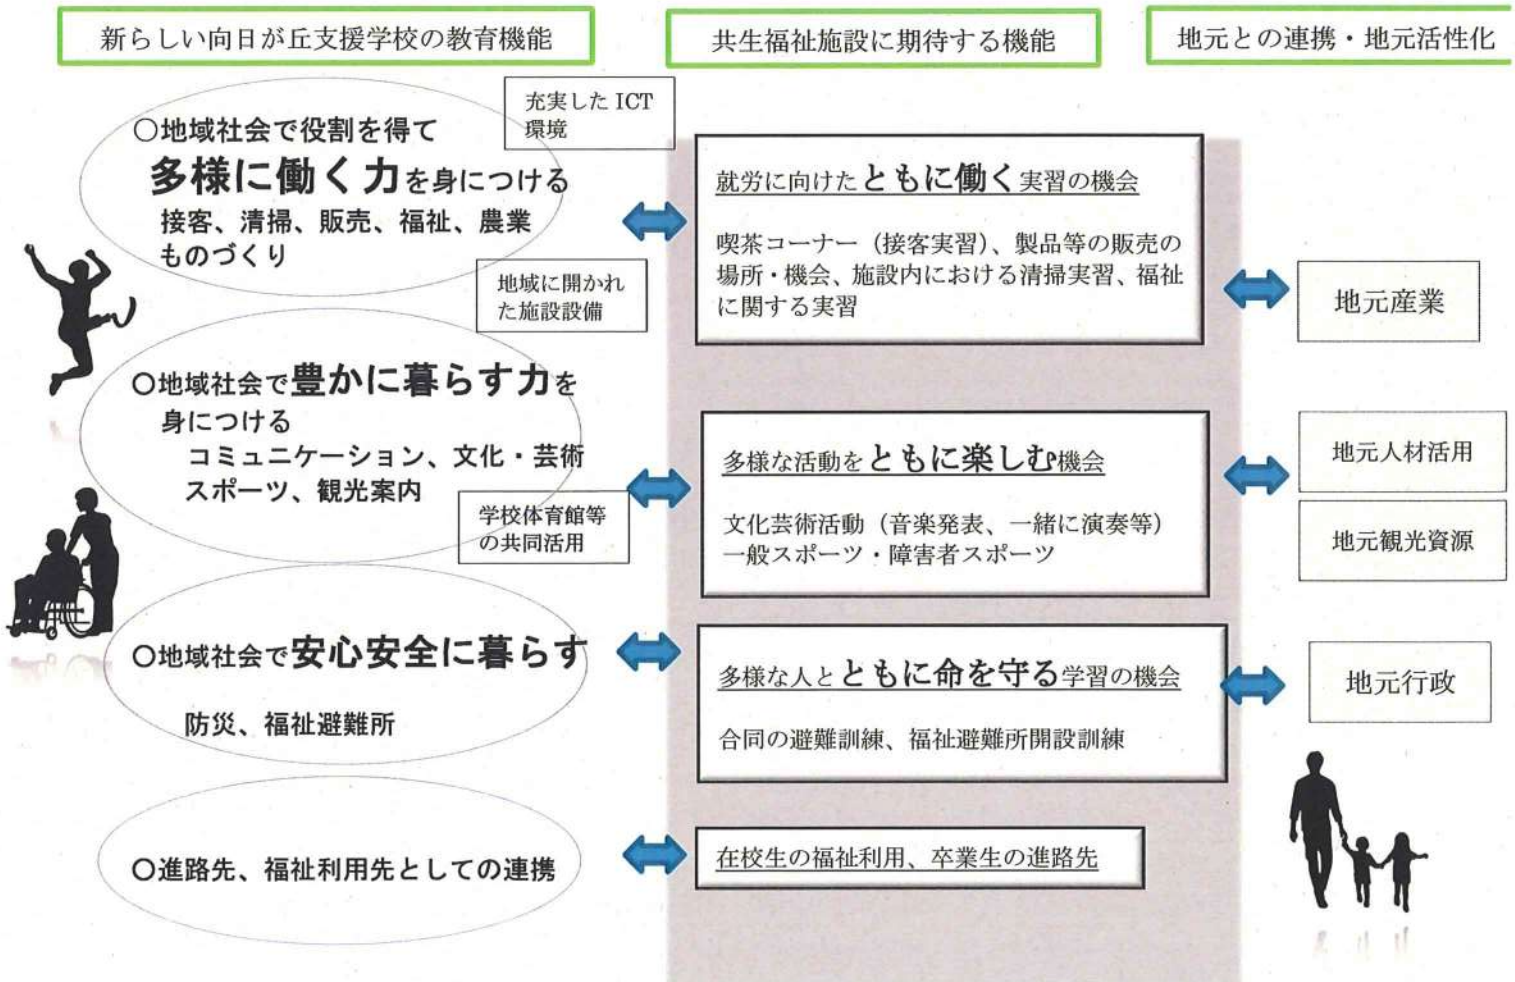 新らしい向日が丘支援学校の教育機能
共生福祉施設に期待する機能
地元との連携・地元活性化
充実した ICT
環境
○地域社会で役割を得て
多様に働く力を身につける
接客、清掃、販売、福祉、農業
ものづくり
地域に開かれ
た施設設備
就労に向けたともに働く実習の機会
喫茶コーナー（接客実習）、製品等の販売の
場所・機会、施設内における清掃実習、福祉
に関する実習
地元産業
○地域社会で豊かに暮らす力を
身につける
コミュニケーション、文化・芸術
スポーツ、観光案内
学校体育館等
の共同活用
多様な活動をともに楽しむ機会
文化芸術活動（音楽発表、一緒に演奏等）
一般スポーツ・障害者スポーツ
地元人材活用
地元観光資源
○地域社会で安心安全に暮らす
防災、福祉避難所
多様な人とともに命を守る学習の機会
合同の避難訓練、福祉避難所開設訓練
地元行政
○進路先、福祉利用先としての連携
在校生の福祉利用、卒業生の進路先